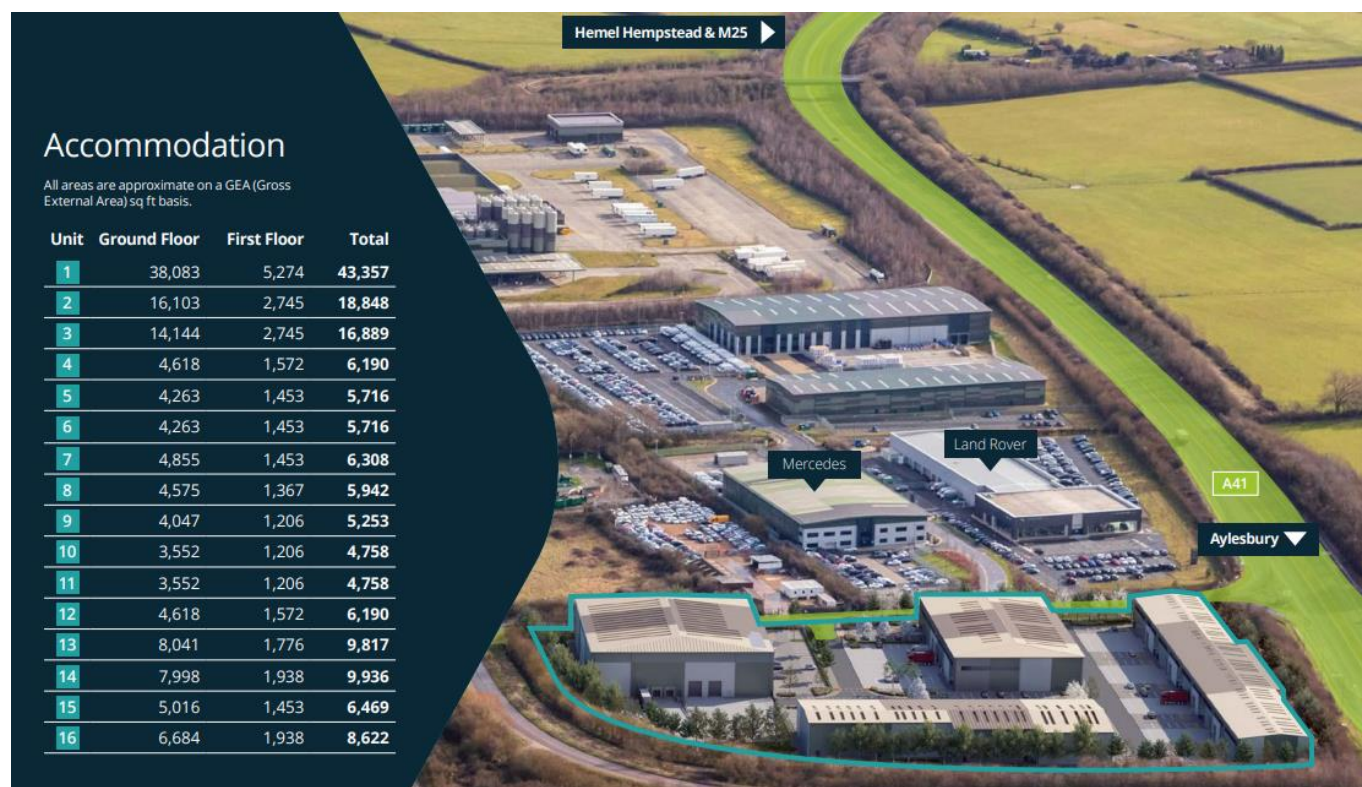 Hemel Hempstead & M25
Accommodation
All areas are approximate on a GEA (Gross
External Area) sq ft basis.
Unit Ground Floor First Floor Total
1 38,083 5,274 43,357
2 16,103 2,745 18,848
3 14,144 2,745 16,889
4 4,618 1,572 6,190
5 4,263 1,453 5,716
6 4,263 1,453 5,716
7 4,855 1,453 6,308
8 4,575 1,367 5,942
9 4,047 1,206 5,253
10 3,552 1,206 4,758
11 3,552 1,206 4,758
12 4,618 1,572 6,190
13 8,041 1,776 9,817
14 7,998 1,938 9,936
15 5,016 1,453 6,469
16 6,684 1,938 8,622
Land Rover
Mercedes
A41
Aylesbury